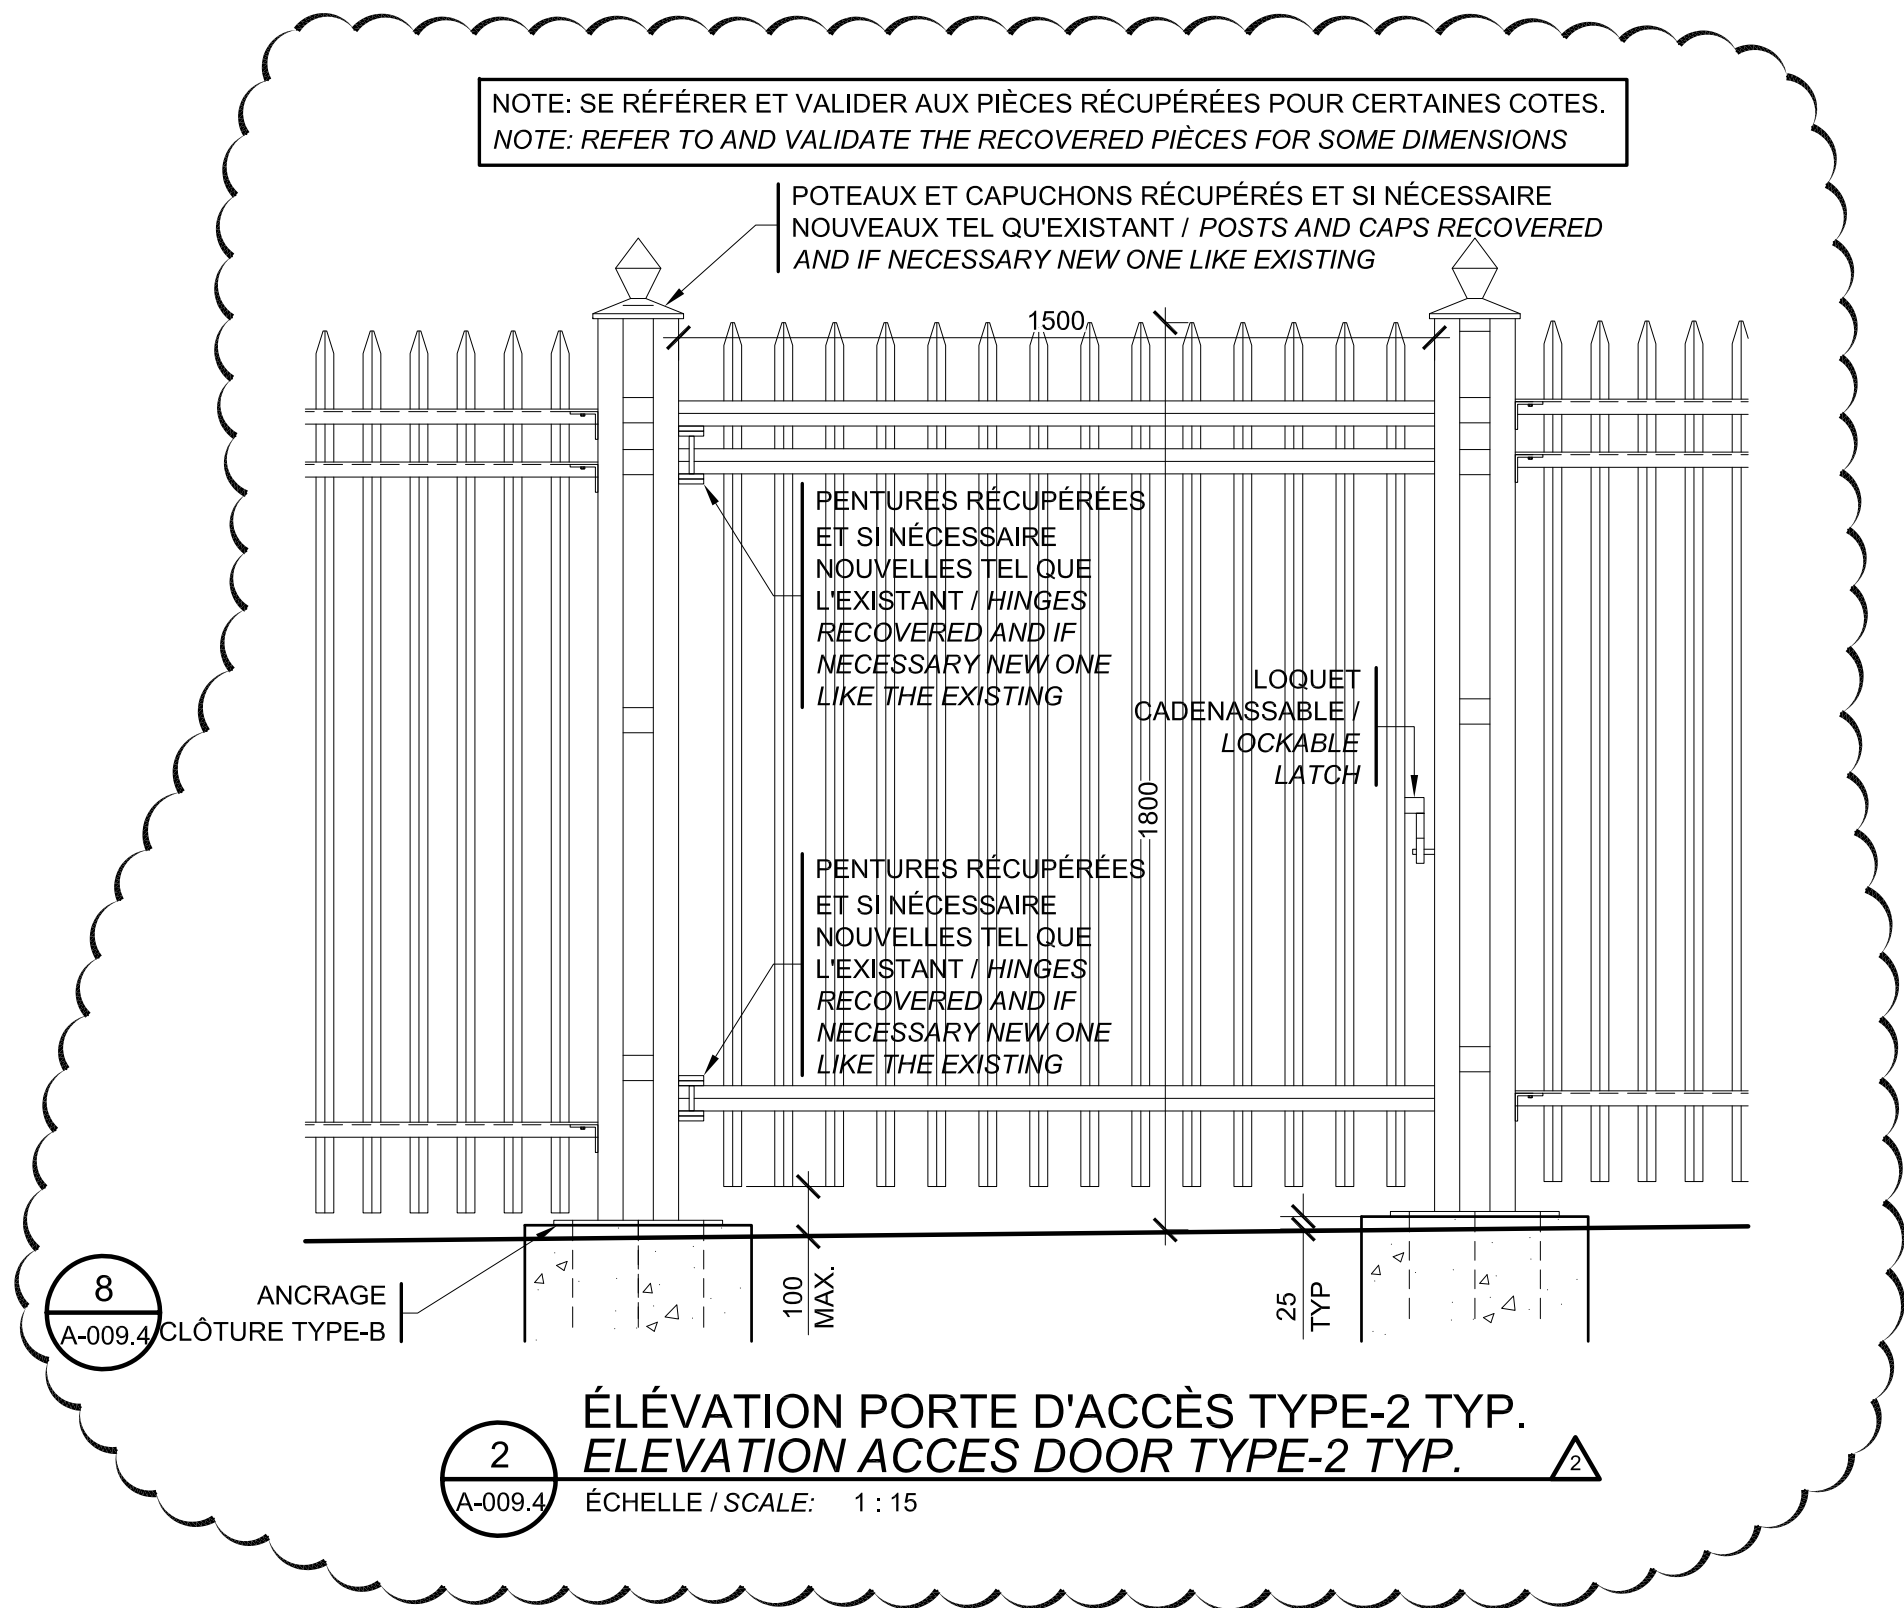 NOTE: SE RÉFÉRER ET VALIDER AUX PIÈCES RÉCUPÉRÉES POUR CERTAINES COTES.
NOTE: REFER TO AND VALIDATE THE RECOVERED PIÈCES FOR SOME DIMENSIONS
POTEAUX ET CAPUCHONS RÉCUPÉRÉS ET SI NÉCESSAIRE
NOUVEAUX TEL QU'EXISTANT / POSTS AND CAPS RECOVERED
AND IF NECESSARY NEW ONE LIKE EXISTING
1500
PENTURES RÉCUPÉRÉES
ET SI NÉCESSAIRE
NOUVELLES TEL QUE
L'EXISTANT / HINGES
RECOVERED AND IF
NECESSARY NEW ONE
LIKE THE EXISTING
LOQUET
CADENASSABLE /
LOCKABLE
LATCH
1800
PENTURES RÉCUPÉRÉES
ET SI NÉCESSAIRE
NOUVELLES TEL QUE
L'EXISTANT / HINGES
RECOVERED AND IF
NECESSARY NEW ONE
LIKE THE EXISTING
100
MAX.
25
TYP
8
A-009.4
ANCRAGE
CLÔTURE TYPE-B
2
A-009.4
ÉLÉVATION PORTE D'ACCÈS TYPE-2 TYP.
ELEVATION ACCES DOOR TYPE-2 TYP.
2
ÉCHELLE / SCALE: 1 : 15